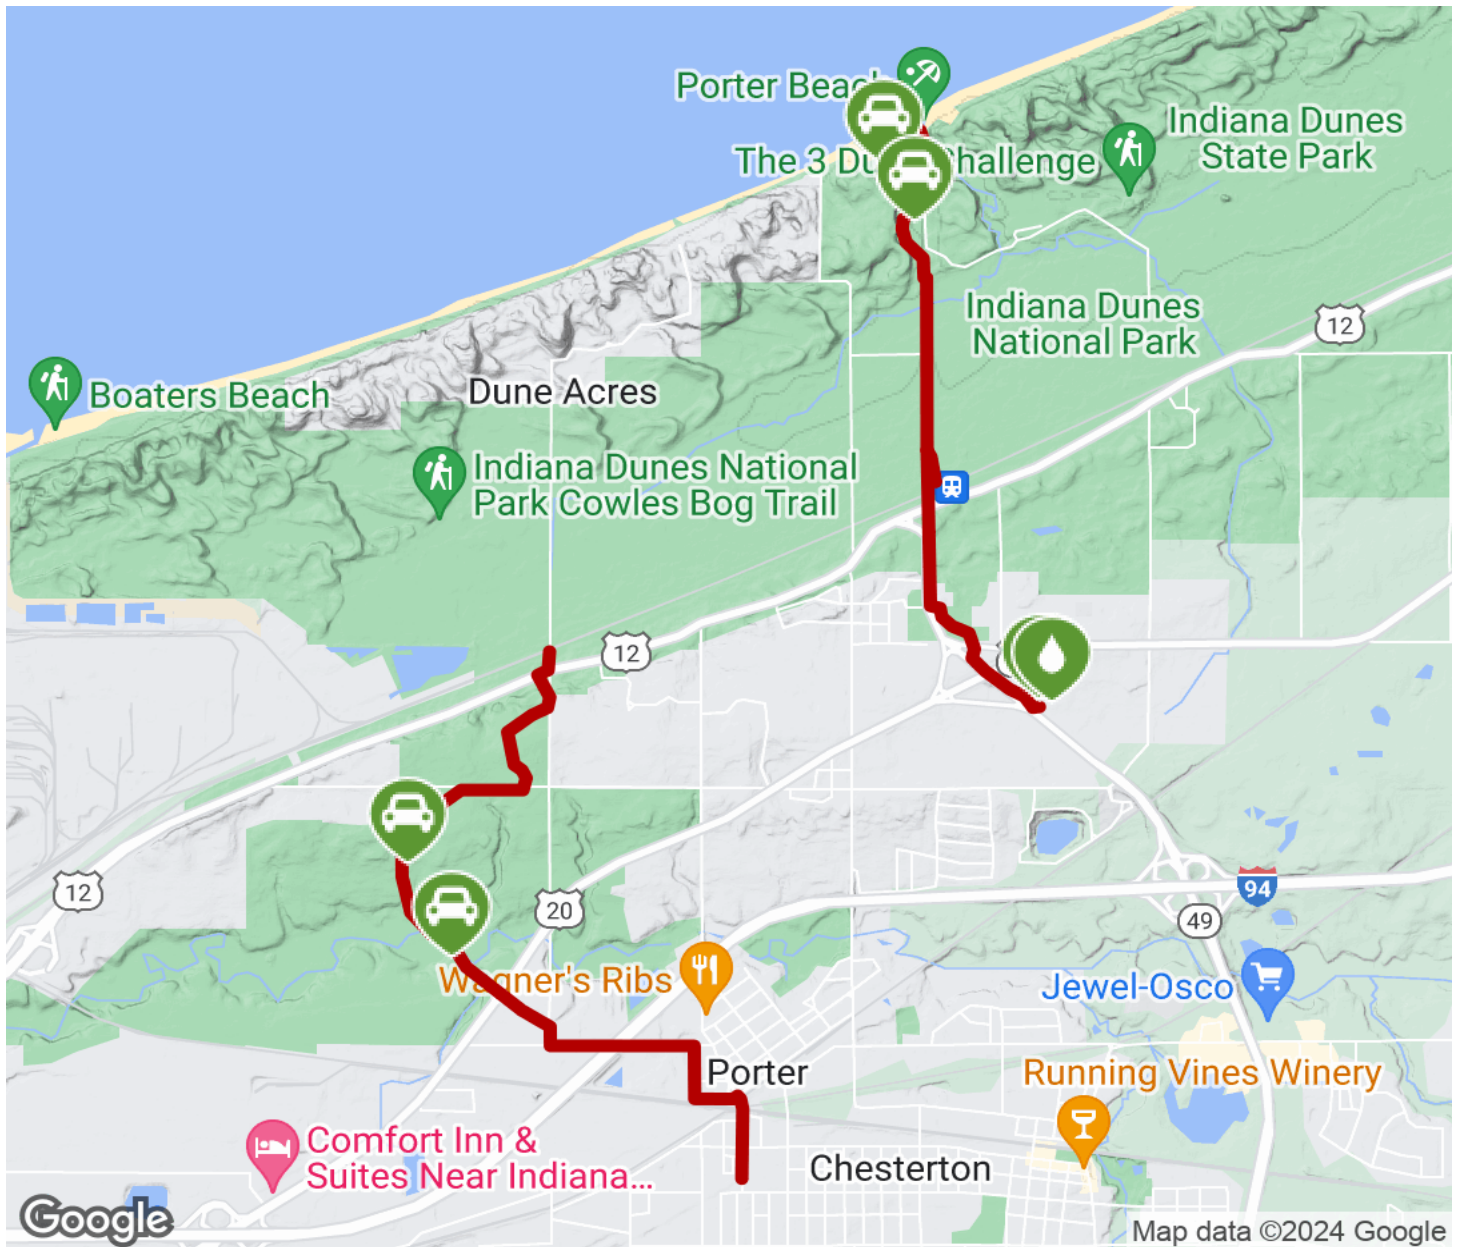 Porter Beach
Indiana Dunes
State Park
The 3 Du
hallenge
Indiana Dunes
National Park
12
Boaters Beach
Dune Acres
Indiana Dunes National
Park Cowles Bog Trail
12
12
20
94
49
Wagner's Ribs
Jewel-Osco
Porter
Running Vines Winery
Comfort Inn &
Suites Near Indiana...
Chesterton
Google
Map data ©2024 Google